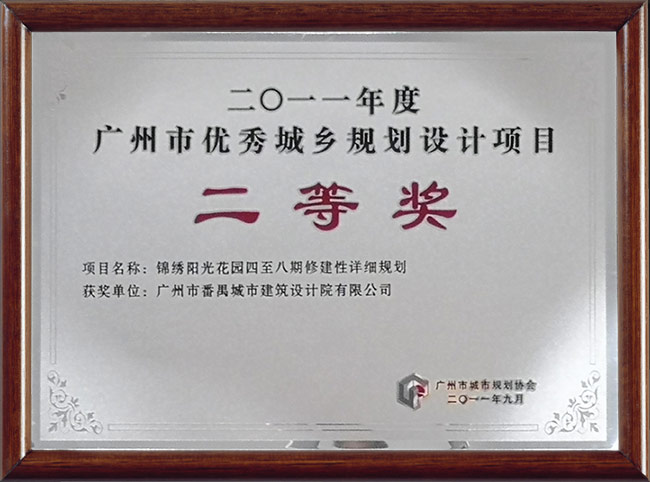 二〇一一年度
广州市优秀城乡规划设计项目
二等奖
项目名称：锦绣阳光花园四至八期修建性详细规划
获奖单位：广州市番禺城市建筑设计院有限公司
广州市城市规划协会
二〇一一年九月